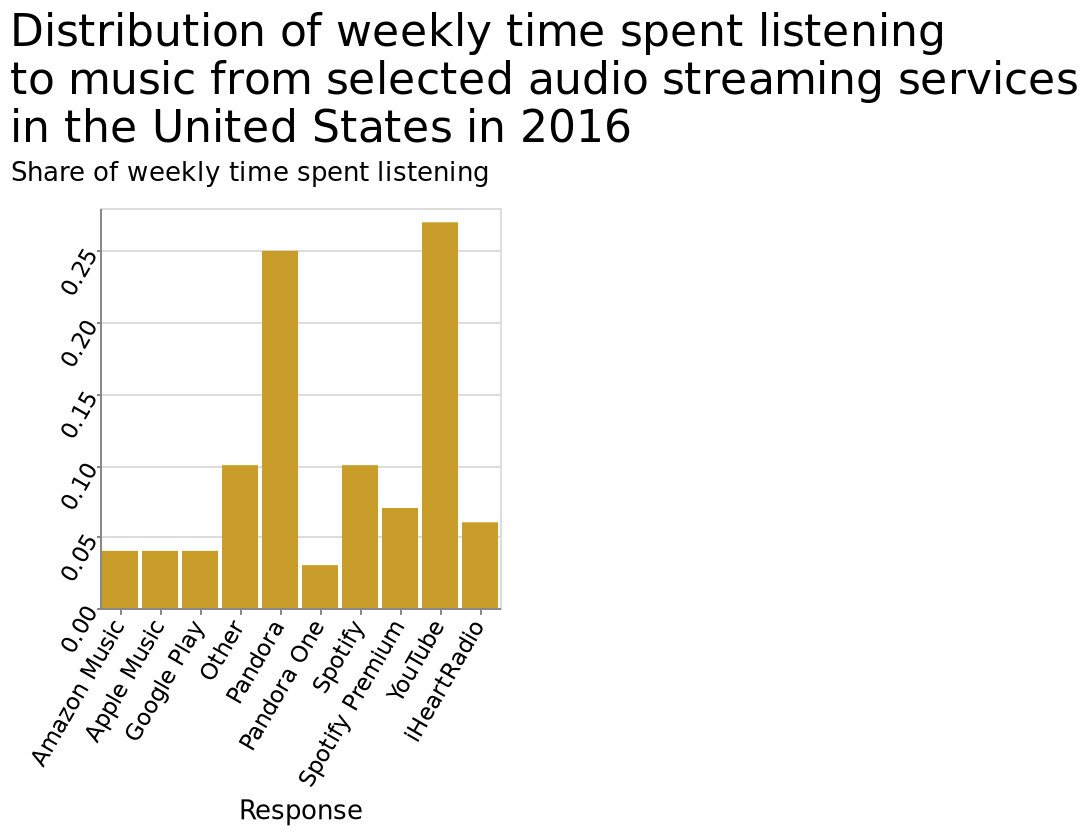 Distribution of weekly time spent listening
to music from selected audio streaming services
in the United States in 2016
Share of weekly time spent listening
0.25
0.20
0.15
0.10
0.05
0.00
Amazon Music
Apple Music
Google Play
Other
Pandora
Pandora One
Spotify
Spotify Premium
YouTube
iHeartRadio
Response